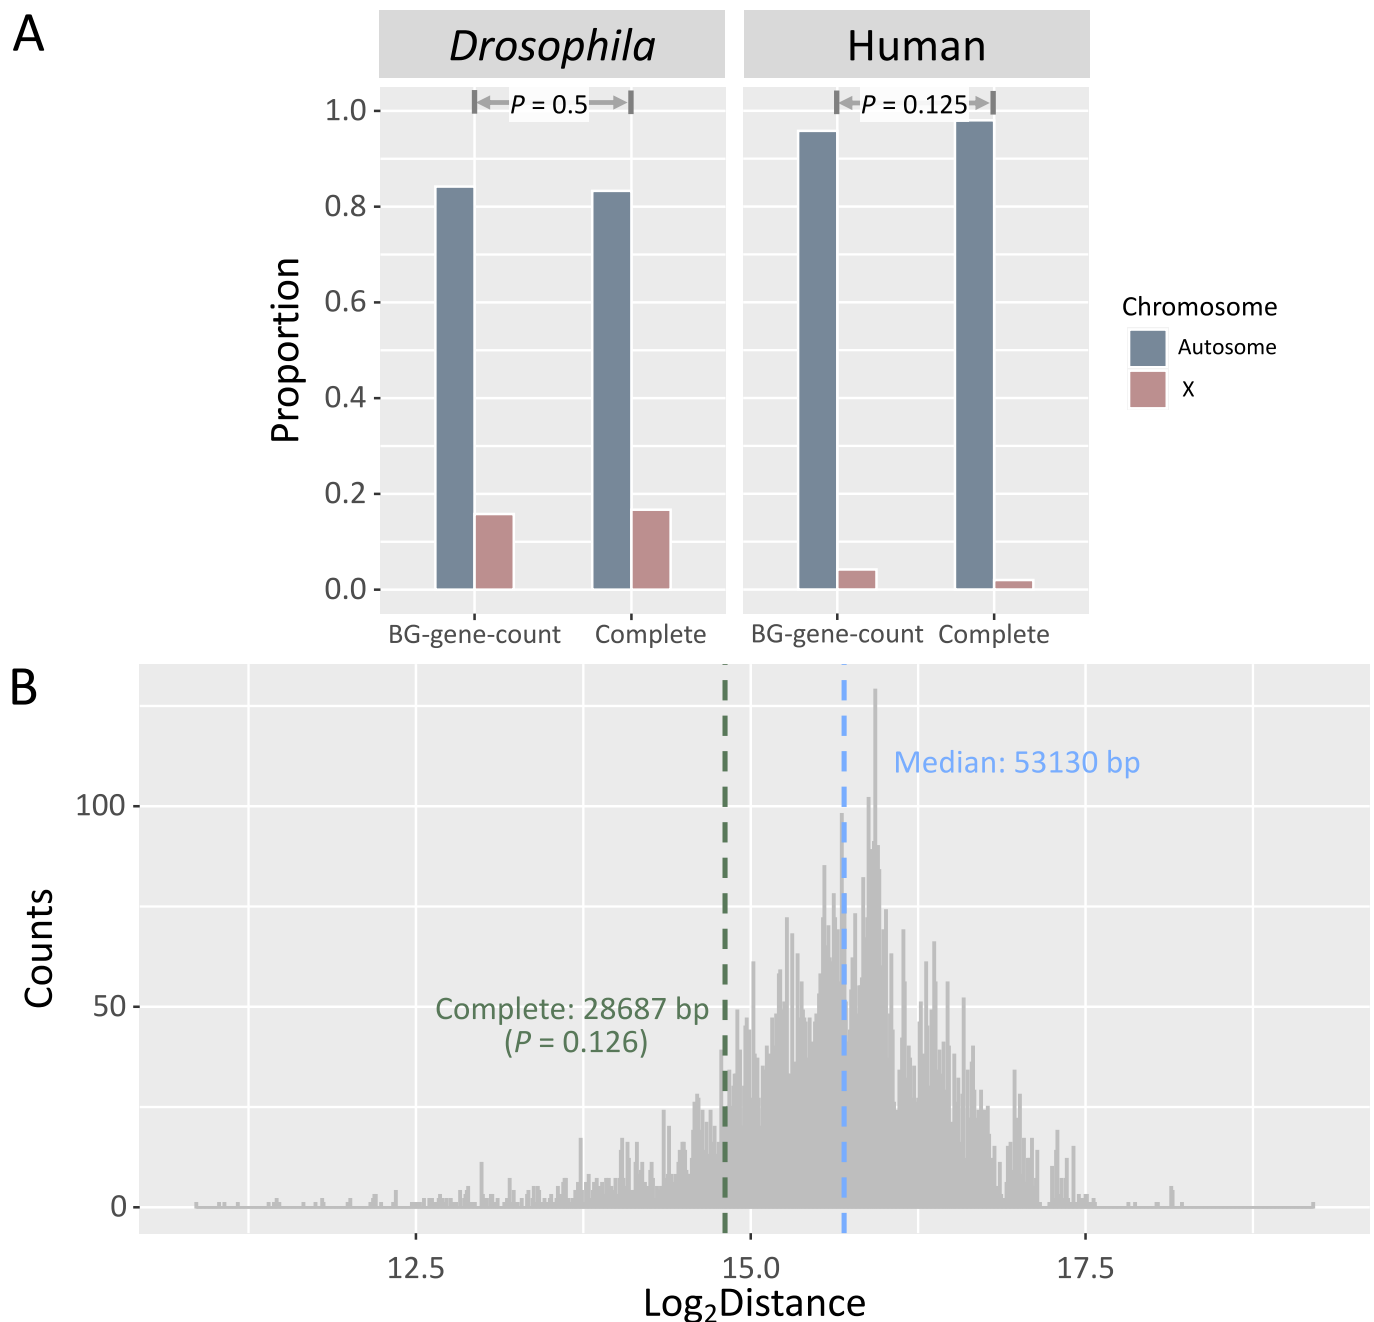 A
Drosophila
Human
P = 0.5
P = 0.125
1.0
0.8
0.6
0.4
0.2
0.0
Proportion
BG-gene-count
Complete
BG-gene-count
Complete
Chromosome
Autosome
X
B
Median: 53130 bp
Complete: 28687 bp
(P = 0.126)
100
50
0
Counts
12.5
15.0
17.5
Log₂Distance